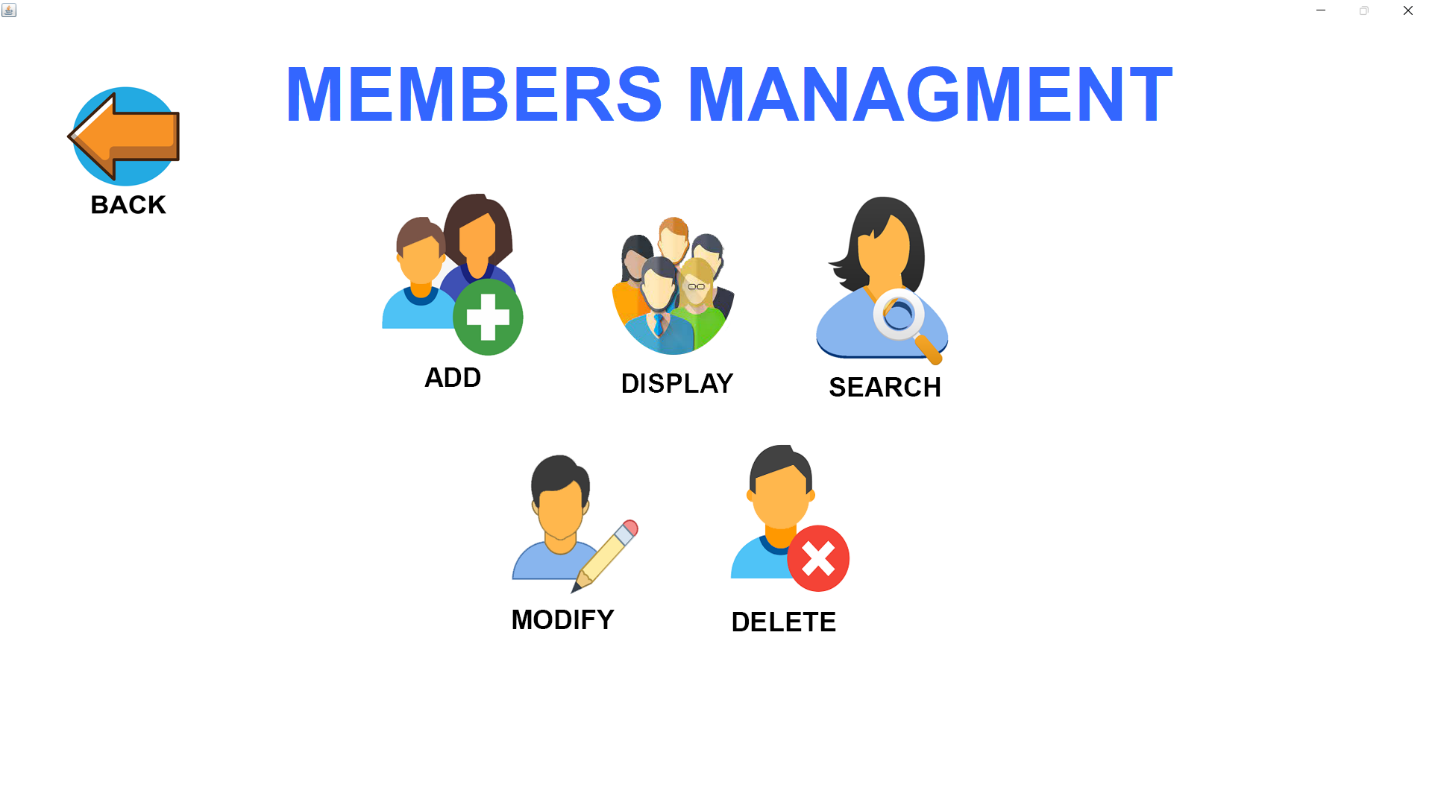 MEMBERS MANAGMENT
BACK
ADD
DISPLAY
SEARCH
MODIFY
DELETE